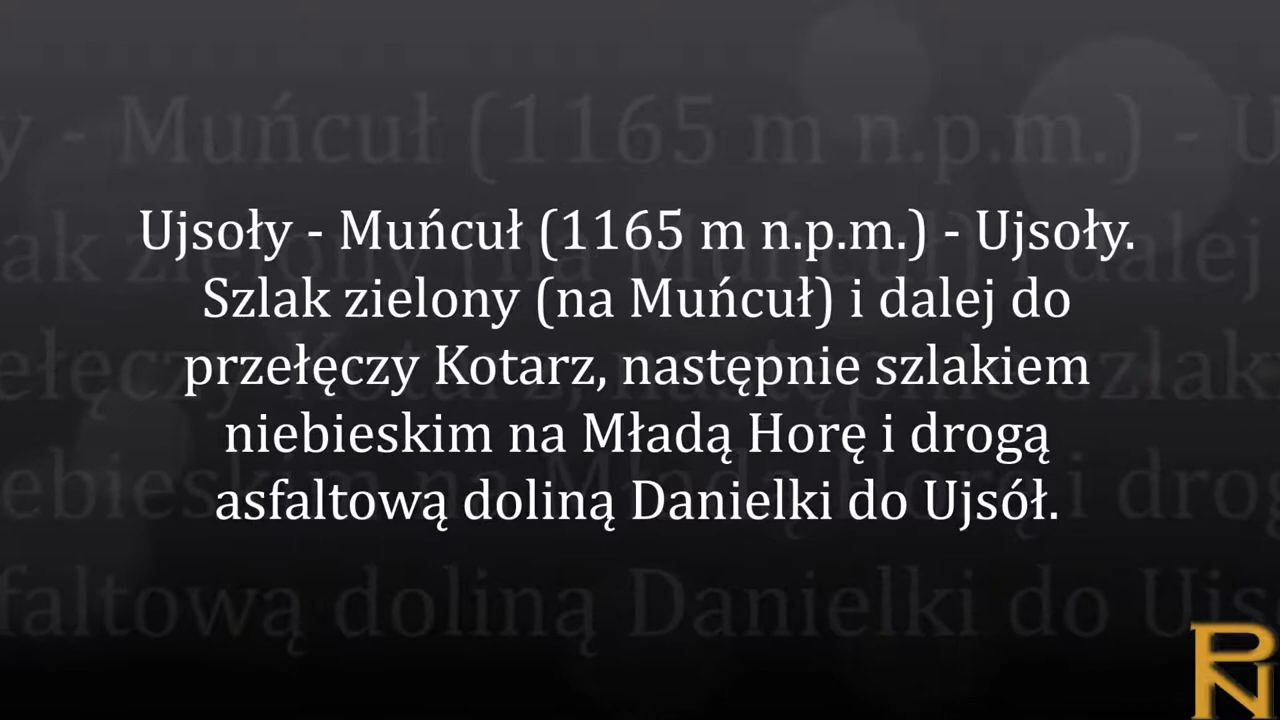 Ujsoły - Muńcuł (1165 m n.p.m.) - Ujsoły.
Szlak zielony (na Muńcuł) i dalej do
przełęczy Kotarz, następnie szlakiem
niebieskim na Mładą Horę i drogą
asfaltową doliną Danielki do Ujsół.
PN